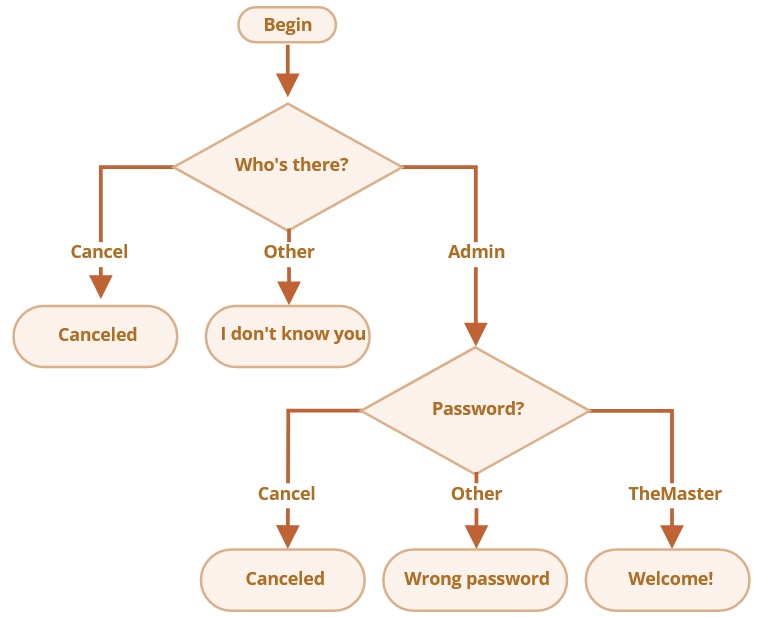 Begin
Who's there?
Cancel
Other
Admin
Canceled
I don't know you
Password?
Cancel
Other
TheMaster
Canceled
Wrong password
Welcome!